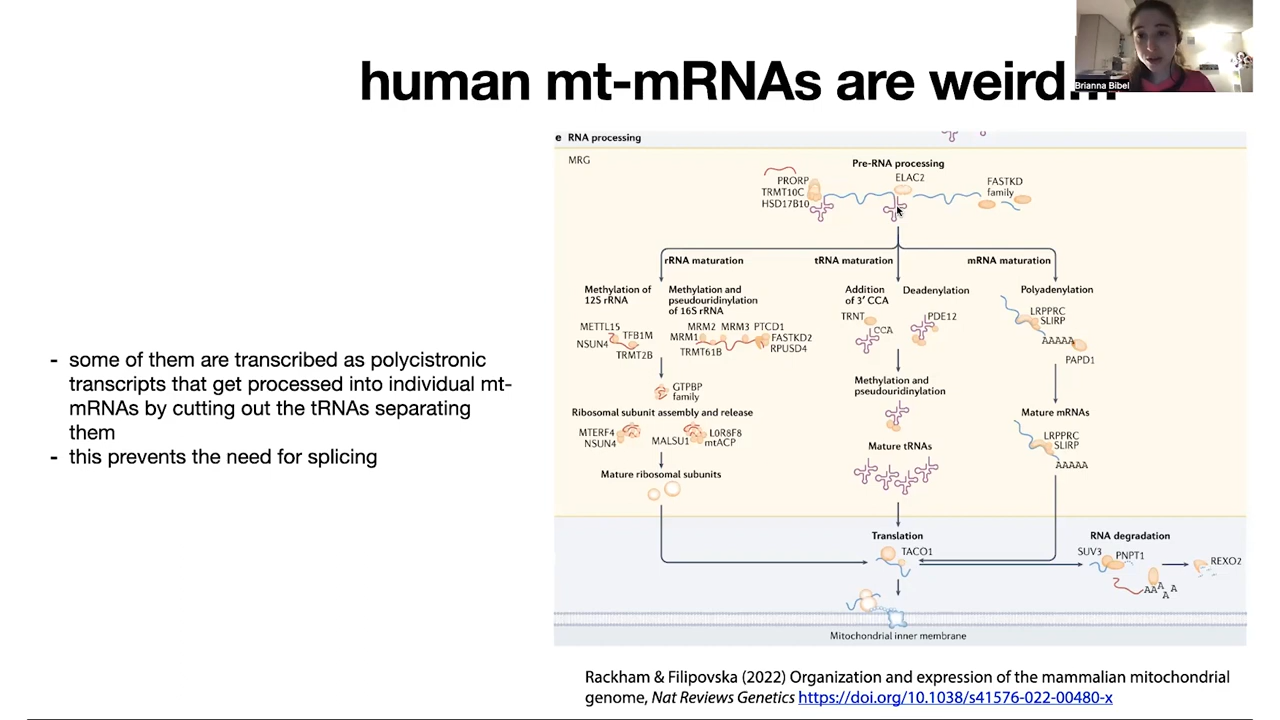 human mt-mRNAs are weird...
Brianna Bibel
- some of them are transcribed as polycistronic
transcripts that get processed into individual mt-
mRNAs by cutting out the tRNAs separating
them
- this prevents the need for splicing
e RNA processing
MRG
Pre-RNA processing
PRORP
TRMT10C
HSD17B10
ELAC2
FASTKD
family
rRNA maturation
tRNA maturation
mRNA maturation
Methylation of
12S rRNA
METTL15
TFB1M
NSUN4
TRMT2B
Methylation and
pseudouridinylation
of 16S rRNA
MRM2 MRM3 PTCD1
MRM1
FASTKD2
RPUSD4
TRMT61B
GTPBP
family
Ribosomal subunit assembly and release
MTERF4
NSUN4
MALSU1
L0R8F8
mtACP
Mature ribosomal subunits
Addition
of 3′ CCA
TRNT
CCA
Deadenylation
PDE12
Methylation and
pseudouridinylation
Mature tRNAs
Polyadenylation
LRPPRC
SLIRP
AAAAA
PAPD1
Mature mRNAs
LRPPRC
SLIRP
AAAAA
Translation
TACO1
RNA degradation
SUV3
PNPT1
REXO2
AAA A
A
Mitochondrial inner membrane
Rackham & Filipovska (2022) Organization and expression of the mammalian mitochondrial
genome, Nat Reviews Genetics https://doi.org/10.1038/s41576-022-00480-x